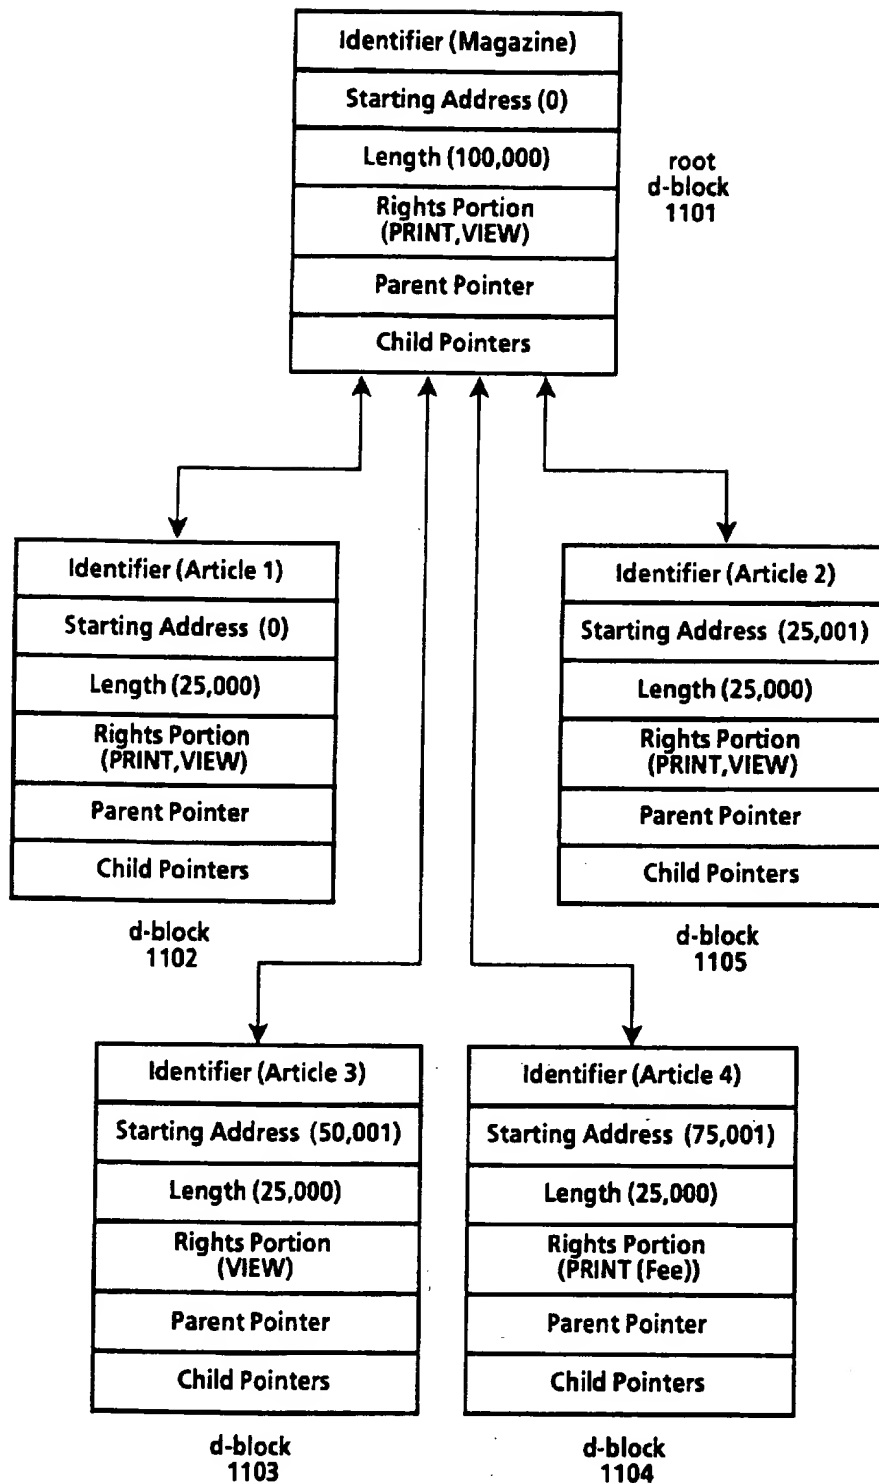 Identifier (Magazine)
Starting Address (0)
Length (100,000)
Rights Portion
(PRINT,VIEW)
Parent Pointer
Child Pointers
root
d-block
1101
Identifier (Article 1)
Starting Address (0)
Length (25,000)
Rights Portion
(PRINT,VIEW)
Parent Pointer
Child Pointers
d-block
1102
Identifier (Article 2)
Starting Address (25,001)
Length (25,000)
Rights Portion
(PRINT,VIEW)
Parent Pointer
Child Pointers
d-block
1105
Identifier (Article 3)
Starting Address (50,001)
Length (25,000)
Rights Portion
(VIEW)
Parent Pointer
Child Pointers
d-block
1103
Identifier (Article 4)
Starting Address (75,001)
Length (25,000)
Rights Portion
(PRINT (Fee))
Parent Pointer
Child Pointers
d-block
1104